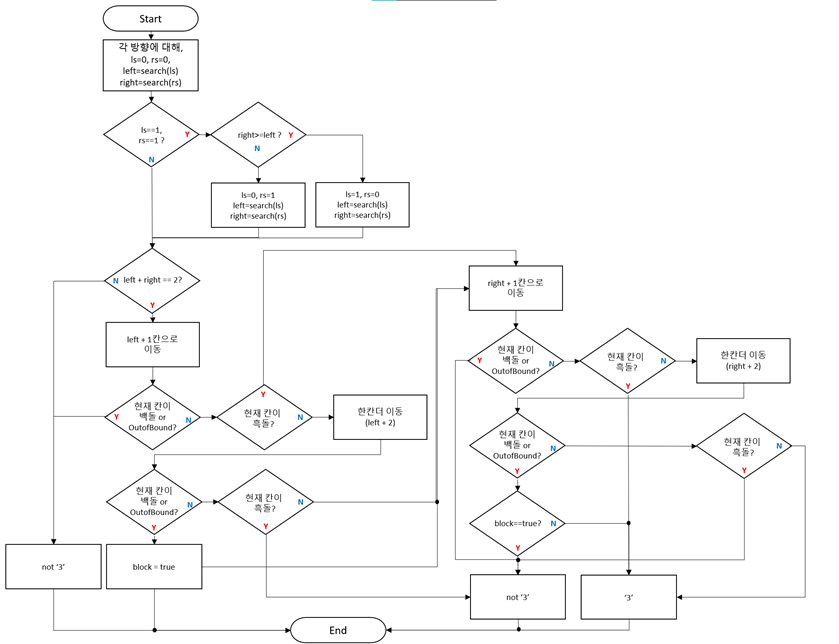 Start
각 방향에 대해,
ls=0, rs=0,
left=search(ls)
right=search(rs)
ls==1,
rs==1 ?
Y
N
right>=left ?
Y
N
ls=0, rs=1
left=search(ls)
right=search(rs)
ls=1, rs=0
left=search(ls)
right=search(rs)
N
left + right == 2?
Y
left + 1칸으로
이동
현재 칸이
백돌 or
OutofBound?
Y
N
Y
현재 칸이
흑돌?
N
한칸더 이동
(left + 2)
현재 칸이
백돌 or
OutofBound?
N
Y
현재 칸이
흑돌?
N
Y
not ‘3’
block = true
right + 1칸으로
이동
Y
현재 칸이
백돌 or
OutofBound?
N
현재 칸이
흑돌?
N
Y
한칸더 이동
(right + 2)
현재 칸이
백돌 or
OutofBound?
N
Y
현재 칸이
흑돌?
N
Y
block==true?
N
Y
not ‘3’
‘3’
End